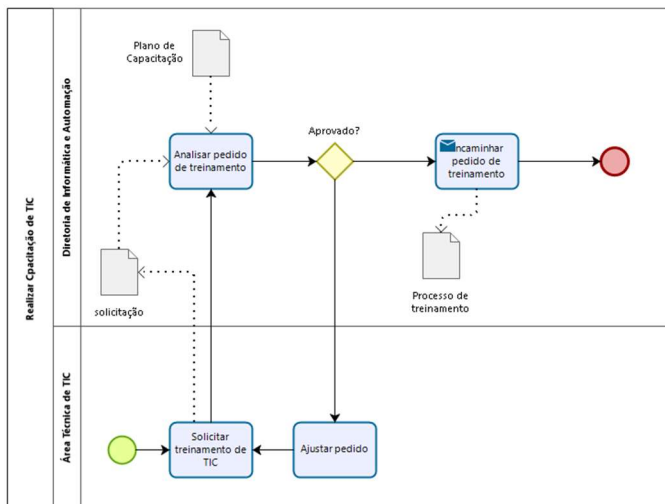 Realizar Cpacitação de TIC
Diretoria de Informática e Automação
Plano de
Capacitação
Analisar pedido
de treinamento
Aprovado?
ncaminhar
pedido de
treinamento
solicitação
Processo de
treinamento
Área Técnica de TIC
Solicitar
treinamento de
TIC
Ajustar pedido